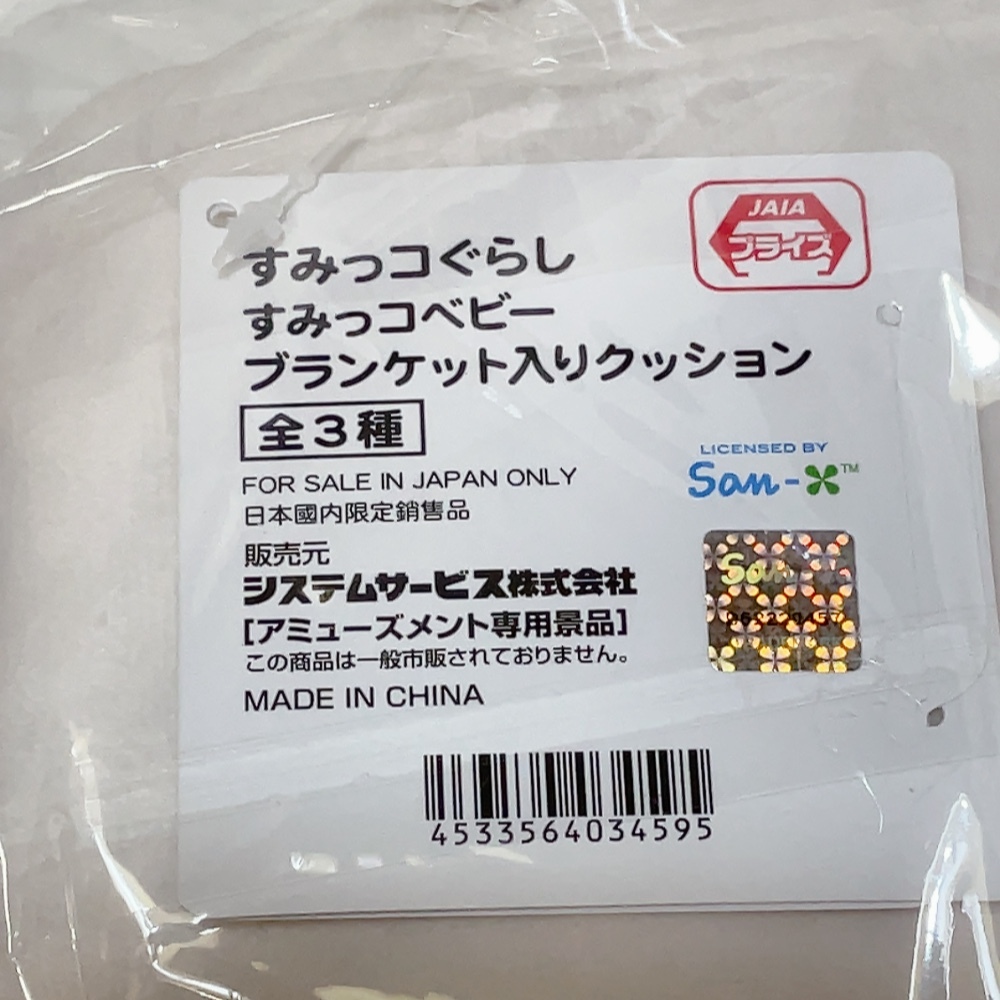 JAIA
プライズ
すみっコぐらし
すみっコベビー
ブランケット入りクッション
全3種
FOR SALE IN JAPAN ONLY
日本國内限定銷售品
LICENSED BY
San-X™
販売元
システムサービス株式会社
[アミューズメント専用景品]
この商品は一般市販されておりません。
MADE IN CHINA
San-X
4533564034595